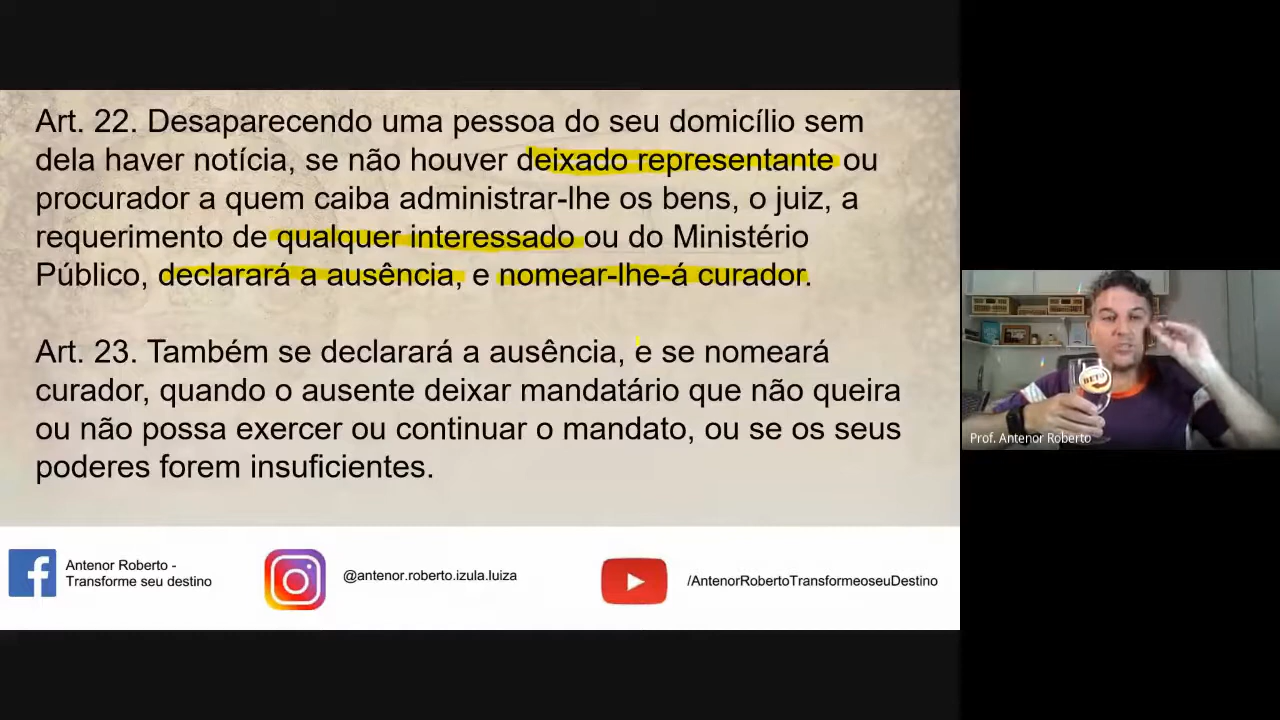 Art. 22. Desaparecendo uma pessoa do seu domicílio sem
dela haver notícia, se não houver deixado representante ou
procurador a quem caiba administrar-lhe os bens, o juiz, a
requerimento de qualquer interessado ou do Ministério
Público, declarará a ausência, e nomear-lhe-á curador.
Art. 23. Também se declarará a ausência, e se nomeará
curador, quando o ausente deixar mandatário que não queira
ou não possa exercer ou continuar o mandato, ou se os seus
poderes forem insuficientes.
BETO
Prof. Antenor Roberto
Antenor Roberto -
Transforme seu destino
@antenor.roberto.izula.luiza
/AntenorRobertoTransformeoseuDestino